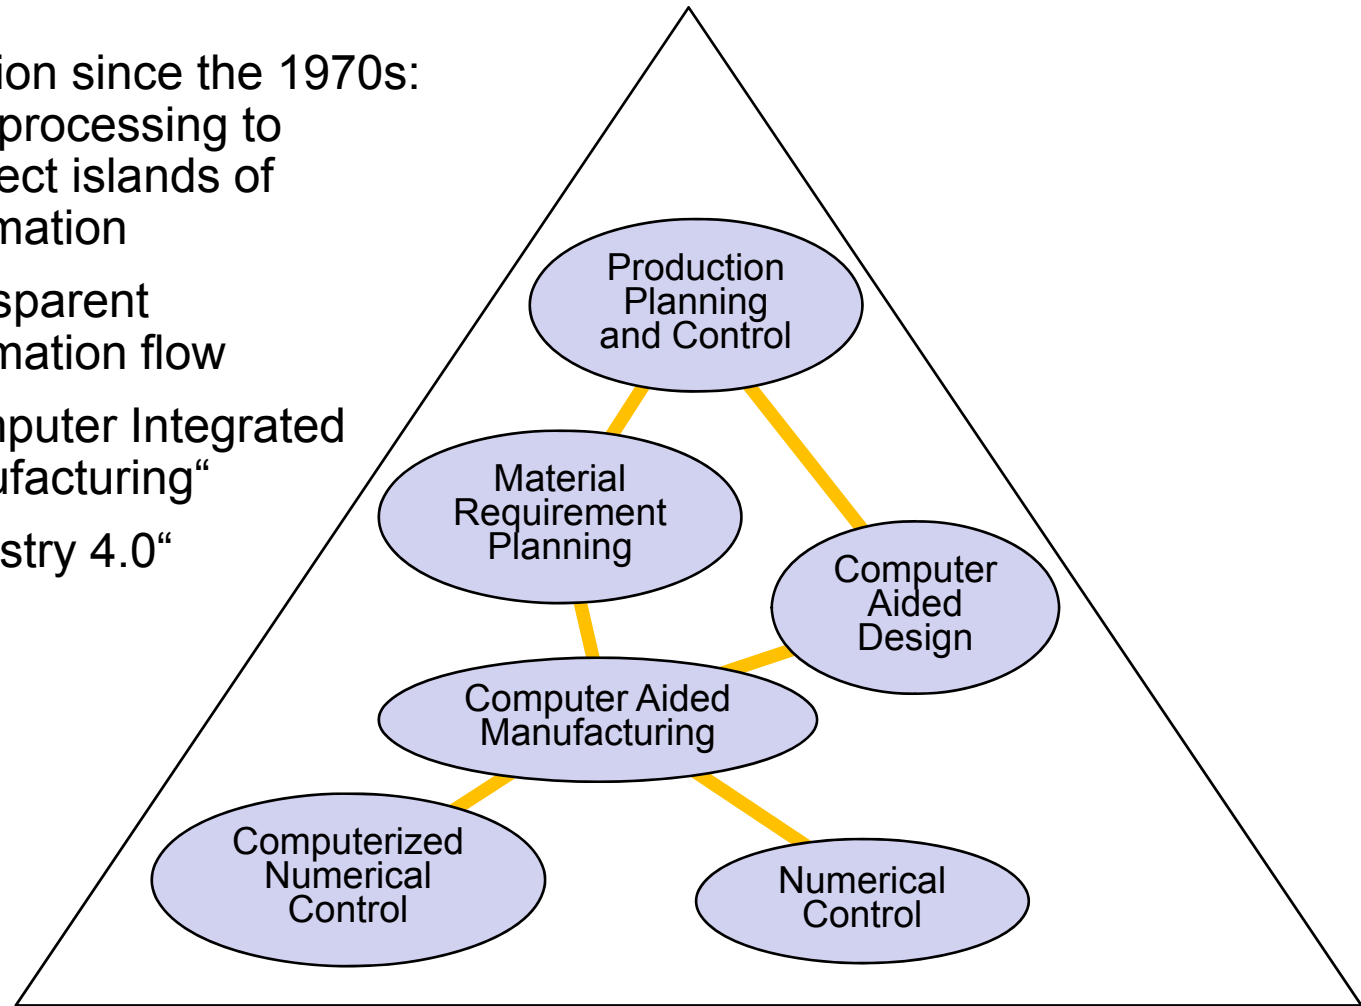 ion since the 1970s:
processing to
ect islands of
mation
sparent
mation flow
nputer Integrated
ufacturing“
stry 4.0“
Production
Planning
and Control
Material
Requirement
Planning
Computer
Aided
Design
Computer Aided
Manufacturing
Computerized
Numerical
Control
Numerical
Control